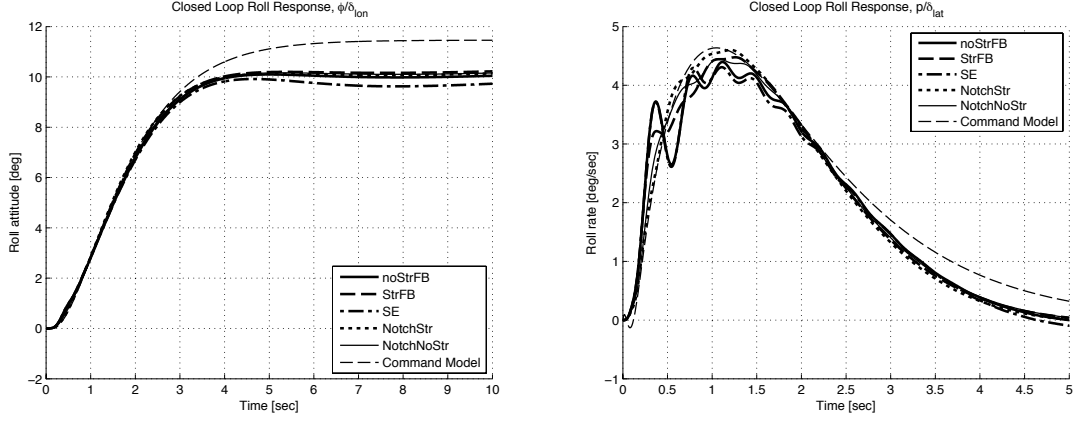 Closed Loop Roll Response, ϕ/δlon
12
10
8
6
4
2
0
−2
Roll attitude [deg]
noStrFB
StrFB
SE
NotchStr
NotchNoStr
Command Model
0 1 2 3 4 5 6 7 8 9 10
Time [sec]
Closed Loop Roll Response, p/δlat
5
4
3
2
1
0
−1
Roll rate [deg/sec]
noStrFB
StrFB
SE
NotchStr
NotchNoStr
Command Model
0 0.5 1 1.5 2 2.5 3 3.5 4 4.5 5
Time [sec]